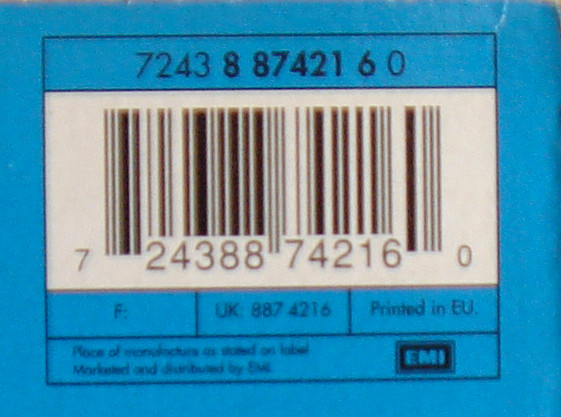 7243 8 87421 6 0
7 24388 74216 0
F: UK: 887 4216 Printed in EU.
Place of manufacture as stated on label
Marketed and distributed by EMI.
EMI